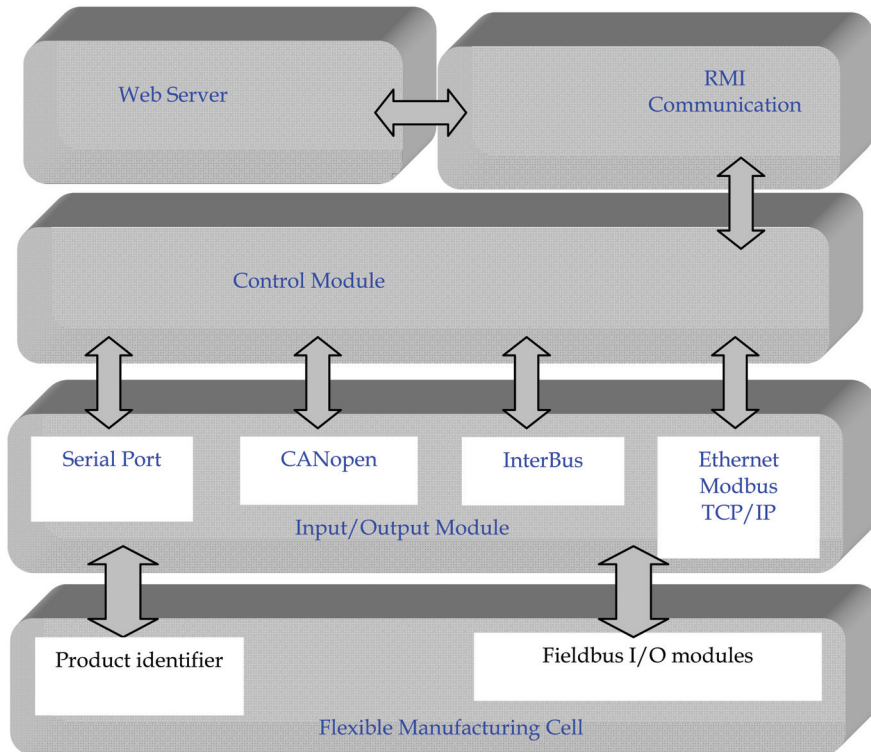 Web Server
RMI
Communication
Control Module
Serial Port
CANopen
InterBus
Ethernet
Modbus
TCP/IP
Input/Output Module
Product identifier
Fieldbus I/O modules
Flexible Manufacturing Cell